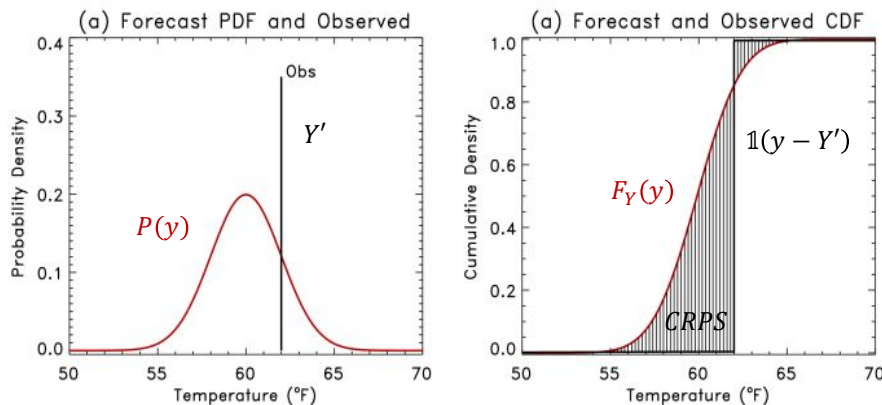 (a) Forecast PDF and Observed
0.4
0.3
0.2
0.1
0.0
Probability Density
Obs
Y′
P(y)
50 55 60 65 70
Temperature (°F)
(a) Forecast and Observed CDF
1.0
0.8
0.6
0.4
0.2
0.0
Cumulative Density
𝟙(y − Y′)
F_Y(y)
CRPS
50 55 60 65 70
Temperature (°F)